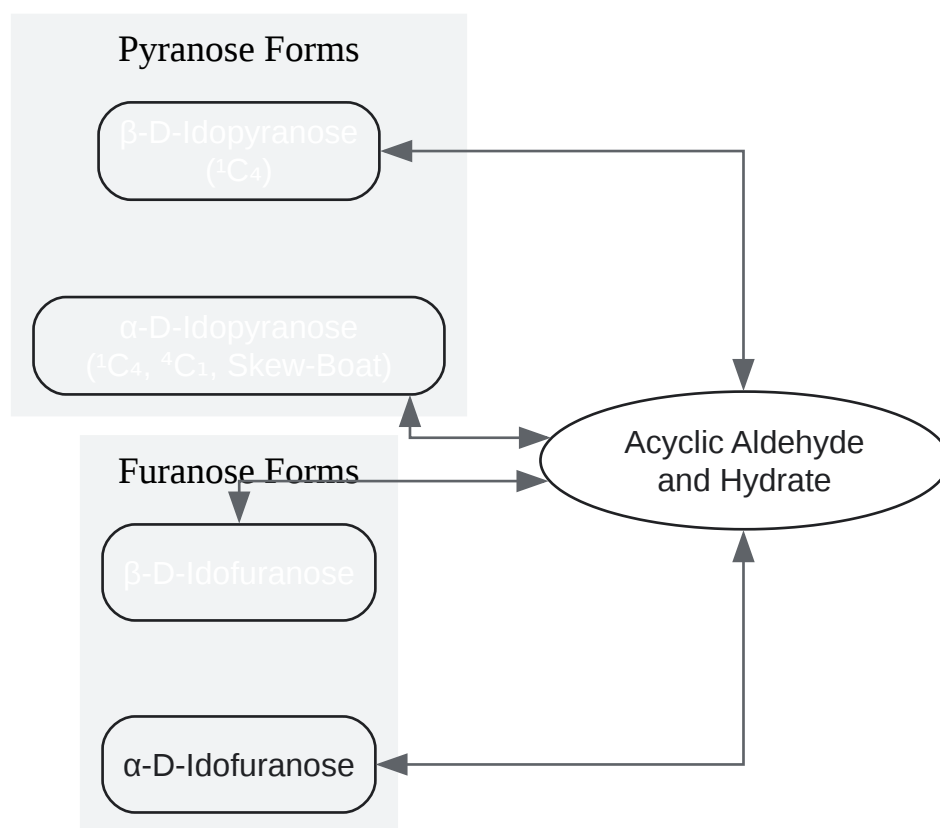 Pyranose Forms
β-D-Idopyranose
(¹C₄)
α-D-Idopyranose
(¹C₄, ⁴C₁, Skew-Boat)
Acyclic Aldehyde
and Hydrate
Furanose Forms
β-D-Idofuranose
α-D-Idofuranose